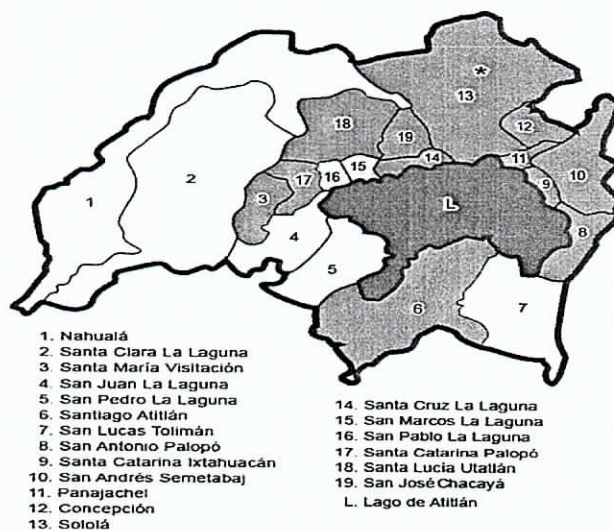 *
13
18
19
12
14
11
10
15
16
17
9
2
3
L
8
1
4
5
6
7
1. Nahualá
2. Santa Clara La Laguna
3. Santa María Visitación
4. San Juan La Laguna
5. San Pedro La Laguna
6. Santiago Atitlán
7. San Lucas Tolimán
8. San Antonio Palopó
9. Santa Catarina Ixtahuacán
10. San Andrés Semetabaj
11. Panajachel
12. Concepción
13. Sololá
14. Santa Cruz La Laguna
15. San Marcos La Laguna
16. San Pablo La Laguna
17. Santa Catarina Palopó
18. Santa Lucía Utatlán
19. San José Chacayá
L. Lago de Atitlán